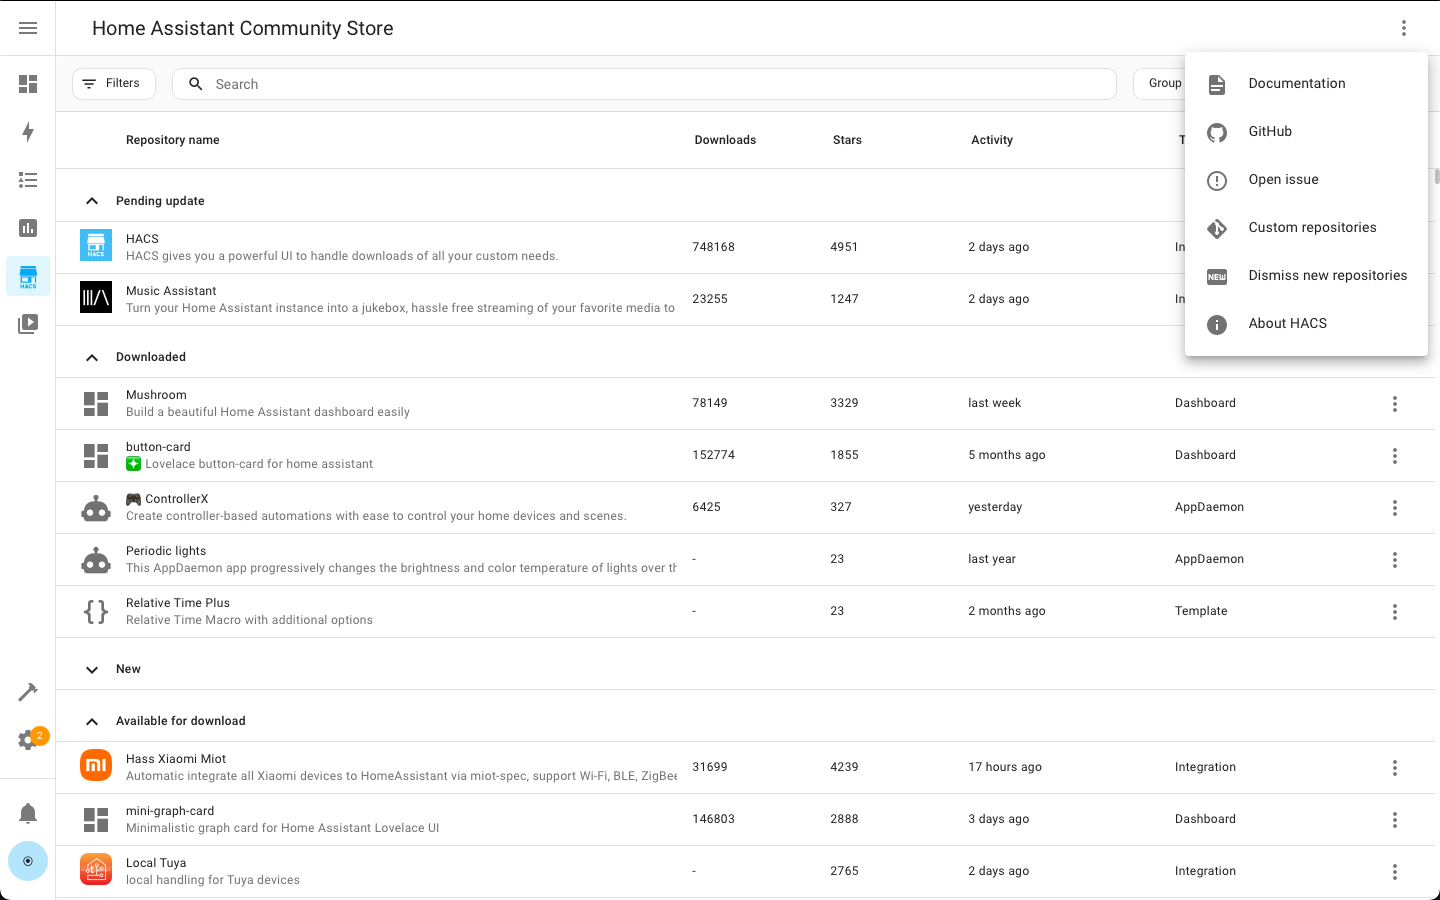 Home Assistant Community Store
Filters
Search
Group
Documentation
GitHub
Open issue
Custom repositories
NEW
Dismiss new repositories
About HACS
Repository name Downloads Stars Activity
Pending update
HACS
HACS
HACS gives you a powerful UI to handle downloads of all your custom needs.
748168 4951 2 days ago
Music Assistant
Turn your Home Assistant instance into a jukebox, hassle free streaming of your favorite media to
23255 1247 2 days ago
HACS
Downloaded
Mushroom
Build a beautiful Home Assistant dashboard easily
78149 3329 last week Dashboard
button-card
Lovelace button-card for home assistant
152774 1855 5 months ago Dashboard
🎮 ControllerX
Create controller-based automations with ease to control your home devices and scenes.
6425 327 yesterday AppDaemon
Periodic lights
This AppDaemon app progressively changes the brightness and color temperature of lights over th
- 23 last year AppDaemon
{}
Relative Time Plus
Relative Time Macro with additional options
- 23 2 months ago Template
New
Available for download
2
Hass Xiaomi Miot
Automatic integrate all Xiaomi devices to HomeAssistant via miot-spec, support Wi-Fi, BLE, ZigBee
31699 4239 17 hours ago Integration
mini-graph-card
Minimalistic graph card for Home Assistant Lovelace UI
146803 2888 3 days ago Dashboard
Local Tuya
local handling for Tuya devices
- 2765 2 days ago Integration